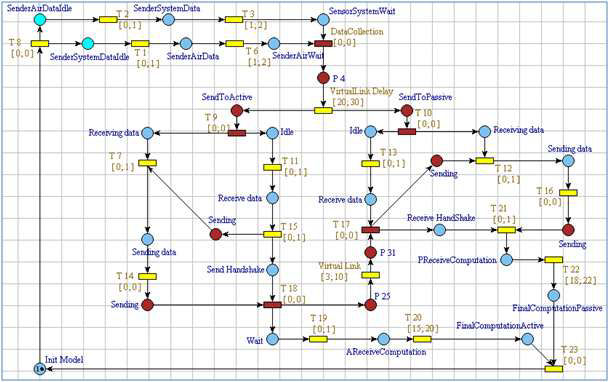 SenderAirDataIdle
T 2
[0,1]
SenderSystemData
T 3
[1;2]
SensorSystemWait
T 8
[0,0]
SenderSystemDataIdle
T 1
[0,1]
SenderAirData
T 6
[1;2]
SenderAirWait
DataCollection
[0,0]
P 4
VirtualLink Delay
[20;30]
SendToActive
SendToPassive
T 9
[0;0]
T 10
[0;0]
Receiving data
Idle
Idle
Receiving data
T 7
[0;1]
T 11
[0,1]
T 13
[0,1]
Sending
T 12
[0,1]
Sending data
T 16
[0;0]
Receive data
Receive data
Sending
T 15
[0,1]
T 17
[0;0]
Receive HandShake
T 21
[0;1]
Sending
Sending data
Send Handshake
P 31
PReceiveComputation
T 14
[0;0]
Virtual Link
[3;10]
T 22
[18;22]
Sending
T 18
[0;0]
P 25
FinalComputationPassive
Wait
T 19
[0;1]
AReceiveComputation
T 20
[15;20]
FinalComputationActive
T 23
[0;0]
Init Model